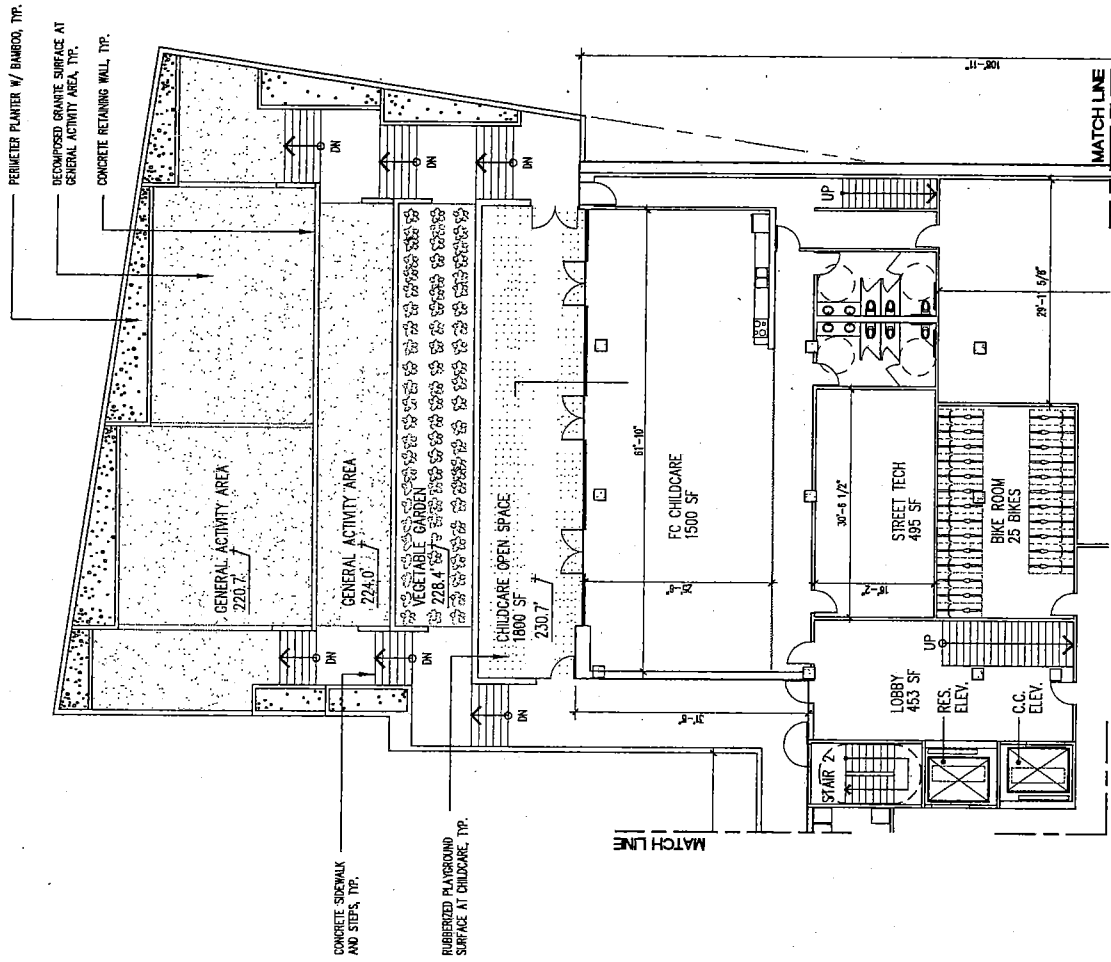 PERIMETER PLANTER W/ BAMBOO, TYP.
DECOMPOSED GRANITE SURFACE AT
GENERAL ACTIVITY AREA, TYP.
CONCRETE RETAINING WALL, TYP.
CONCRETE SIDEWALK
AND STEPS, TYP.
RUBBERIZED PLAYGROUND
SURFACE AT CHILDCARE, TYP.
GENERAL ACTIVITY AREA
220.7'
GENERAL ACTIVITY AREA
224.0'
VEGETABLE GARDEN
228.4'
CHILDCARE OPEN SPACE
1800 SF
230.7'
DN
DN
DN
DN
DN
DN
108'-11"
MATCH LINE
61'-10"
FC CHILDCARE
1500 SF
UP
29'-11 5/8"
30'-6 1/2"
STREET TECH
495 SF
16'-2"
BIKE ROOM
25 BIKES
31'-8"
LOBBY
453 SF
UP
RES.
ELEV.
C.C.
ELEV.
STAIR 2
MATCH LINE